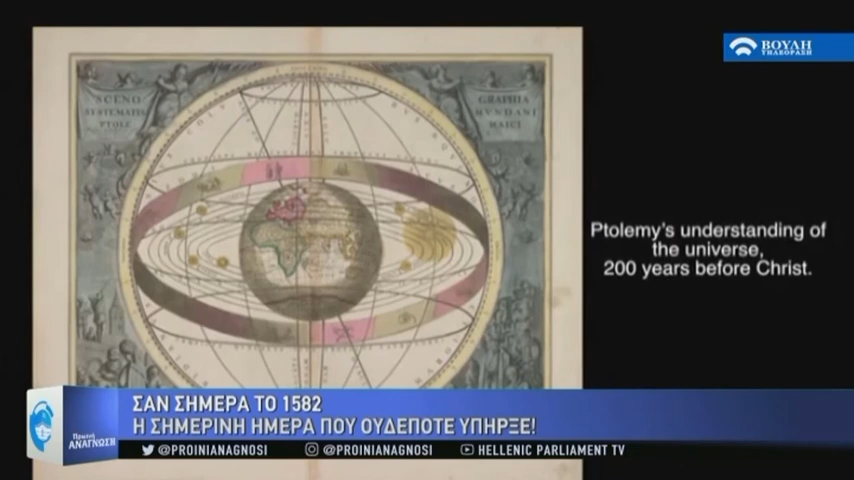 ΒΟΥΛΗ
ΤΗΛΕΟΡΑΣΗ
SCENO
SYSTEMATIS
PTOLE
GRAPHIA
MUNDANI
MAICI
Ptolemy's understanding of
the universe,
200 years before Christ.
ΣΑΝ ΣΗΜΕΡΑ ΤΟ 1582
Η ΣΗΜΕΡΙΝΗ ΗΜΕΡΑ ΠΟΥ ΟΥΔΕΠΟΤΕ ΥΠΗΡΞΕ!
Πρωινή
ΑΝΑΓΝΩΣΗ
@PROINIANAGNOSI
@PROINIANAGNOSI
HELLENIC PARLIAMENT TV